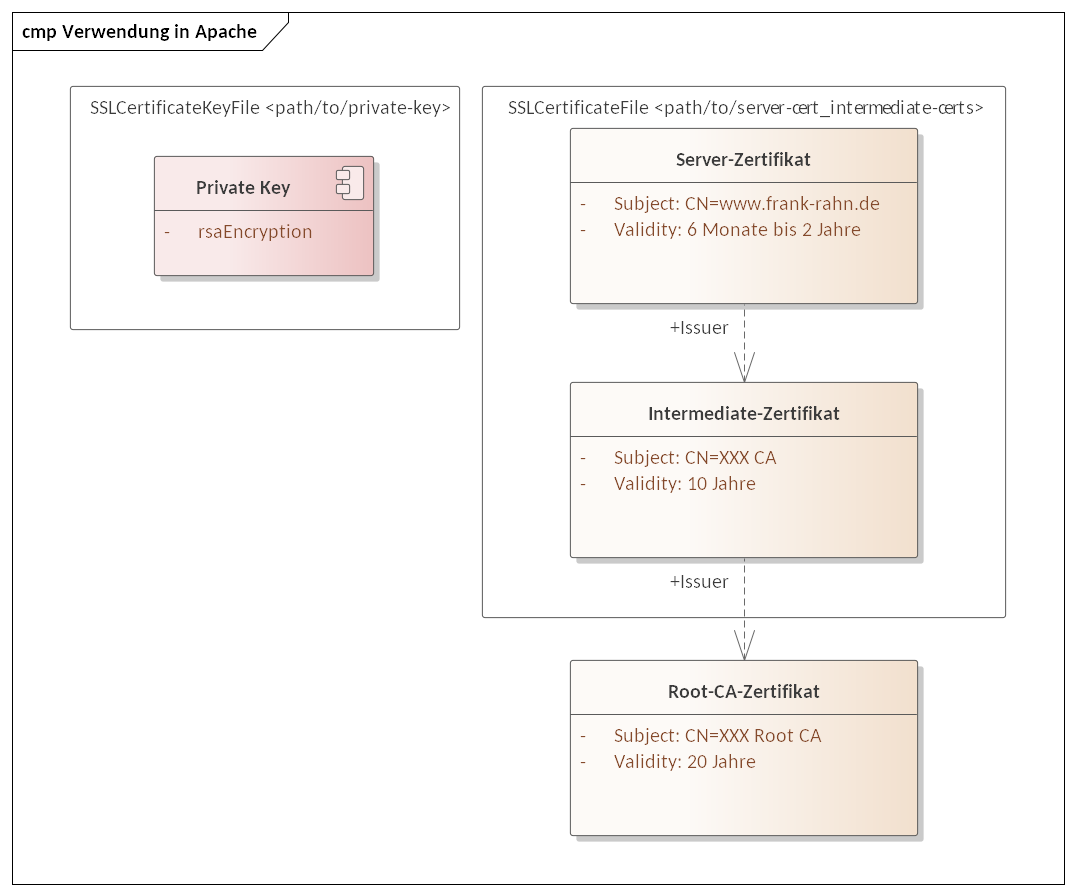 cmp Verwendung in Apache
SSLCertificateKeyFile <path/to/private-key>
Private Key
- rsaEncryption
SSLCertificateFile <path/to/server-cert_intermediate-certs>
Server-Zertifikat
- Subject: CN=www.frank-rahn.de
- Validity: 6 Monate bis 2 Jahre
+Issuer
Intermediate-Zertifikat
- Subject: CN=XXX CA
- Validity: 10 Jahre
+Issuer
Root-CA-Zertifikat
- Subject: CN=XXX Root CA
- Validity: 20 Jahre